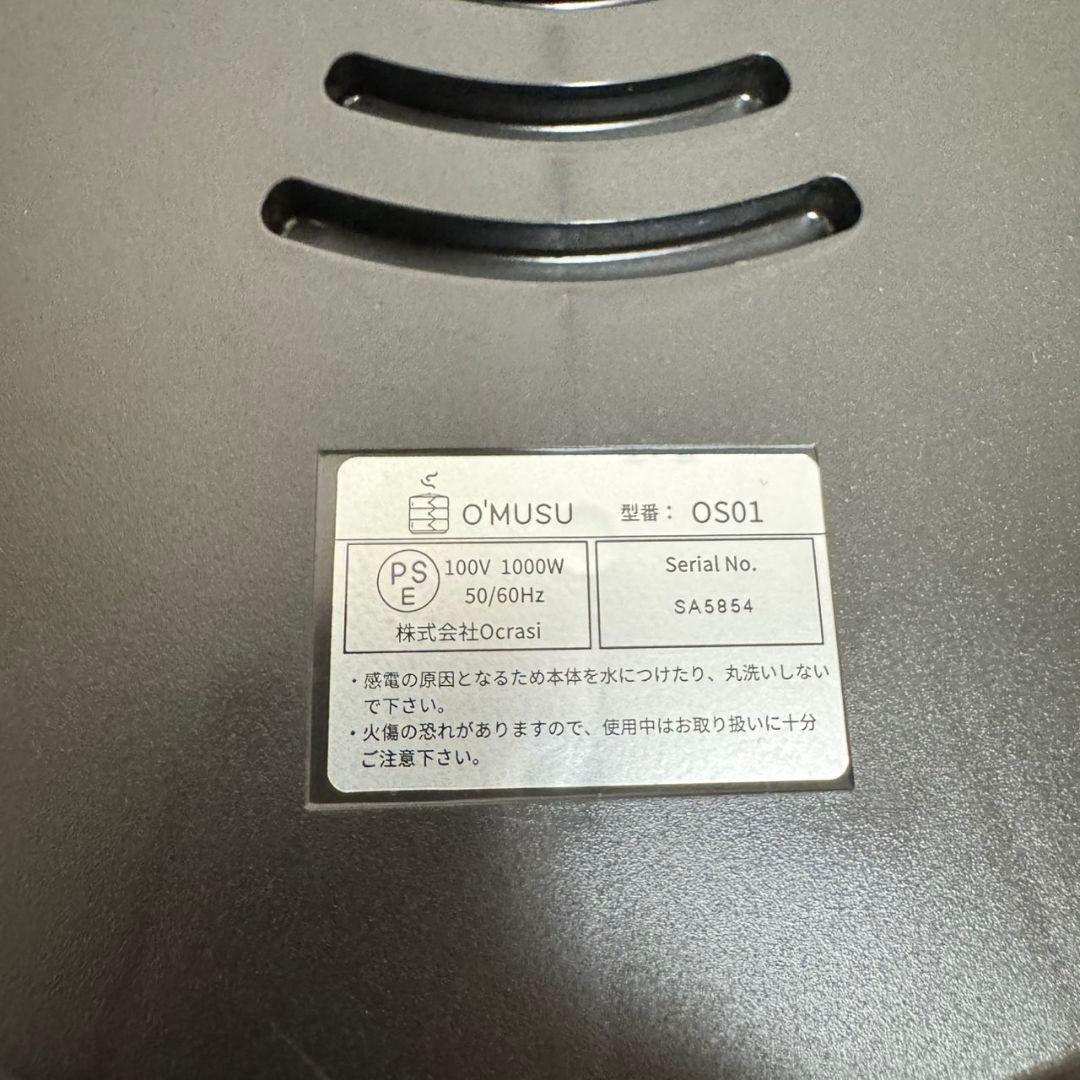 O'MUSU 型番： OS01
PS
E
100V 1000W
50/60Hz
株式会社Ocrasi
Serial No.
SA5854
・感電の原因となるため本体を水につけたり、丸洗いしない
で下さい。
・火傷の恐れがありますので、使用中はお取り扱いに十分
ご注意下さい。